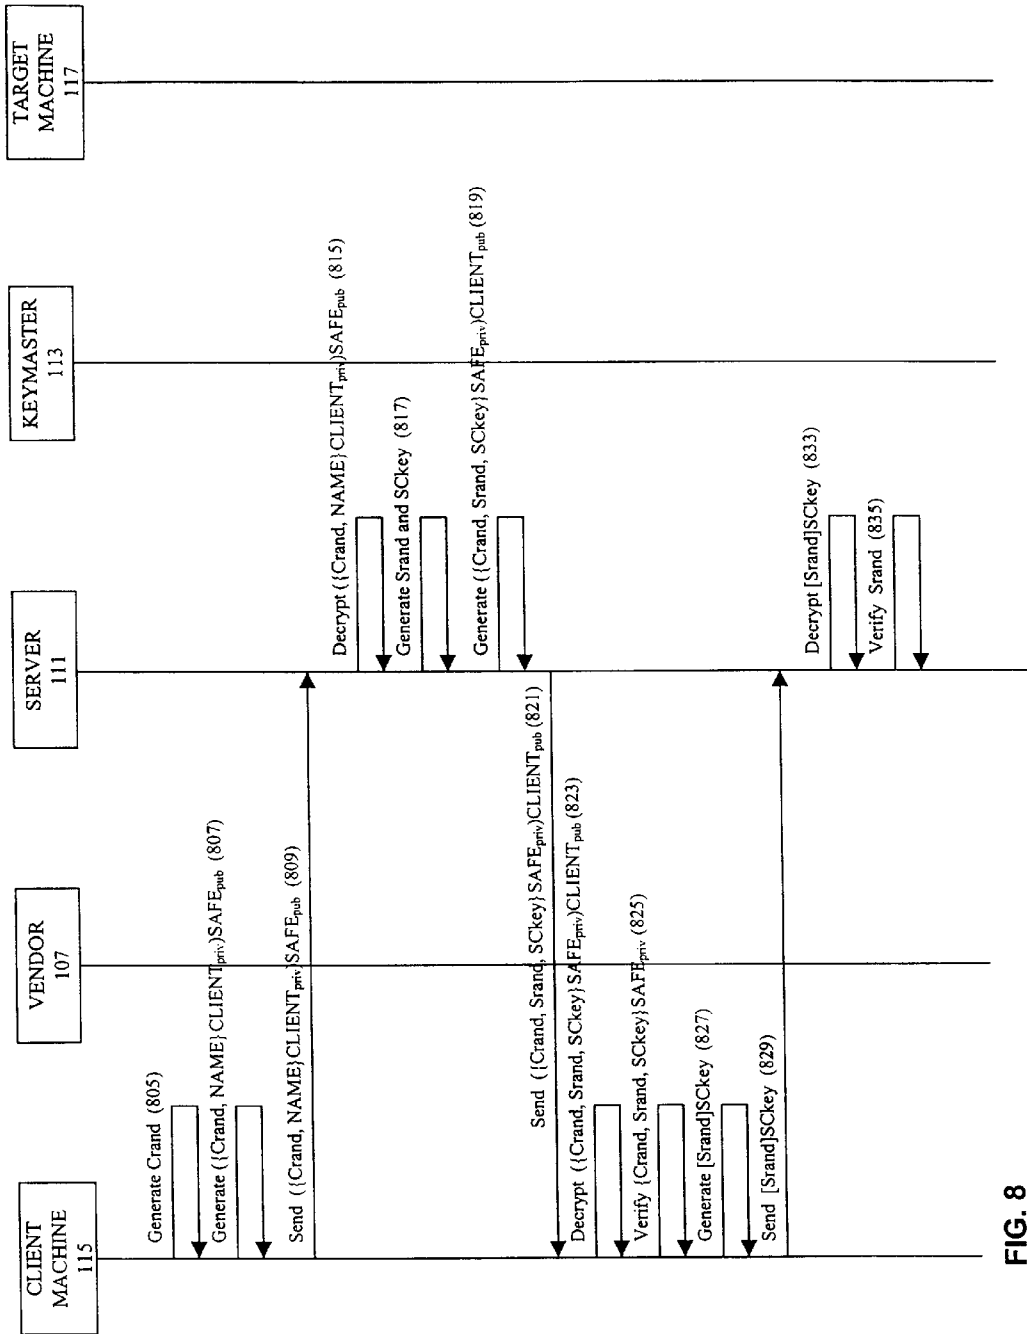 CLIENT
MACHINE
115
VENDOR
107
SERVER
111
KEYMASTER
113
TARGET
MACHINE
117
Generate Crand (805)
Generate ({Crand, NAME}CLIENTpriv)SAFEpub (807)
Send ({Crand, NAME}CLIENTpriv)SAFEpub (809)
Decrypt ({Crand, NAME}CLIENTpriv)SAFEpub (815)
Generate Srand and SCkey (817)
Generate ({Crand, Srand, SCkey}SAFEpriv)CLIENTpub (819)
Send ({Crand, Srand, SCkey}SAFEpriv)CLIENTpub (821)
Decrypt ({Crand, Srand, SCkey}SAFEpriv)CLIENTpub (823)
Verify {Crand, Srand, SCkey}SAFEpriv (825)
Generate [Srand]SCkey (827)
Send [Srand]SCkey (829)
Decrypt [Srand]SCkey (833)
Verify Srand (835)
FIG. 8